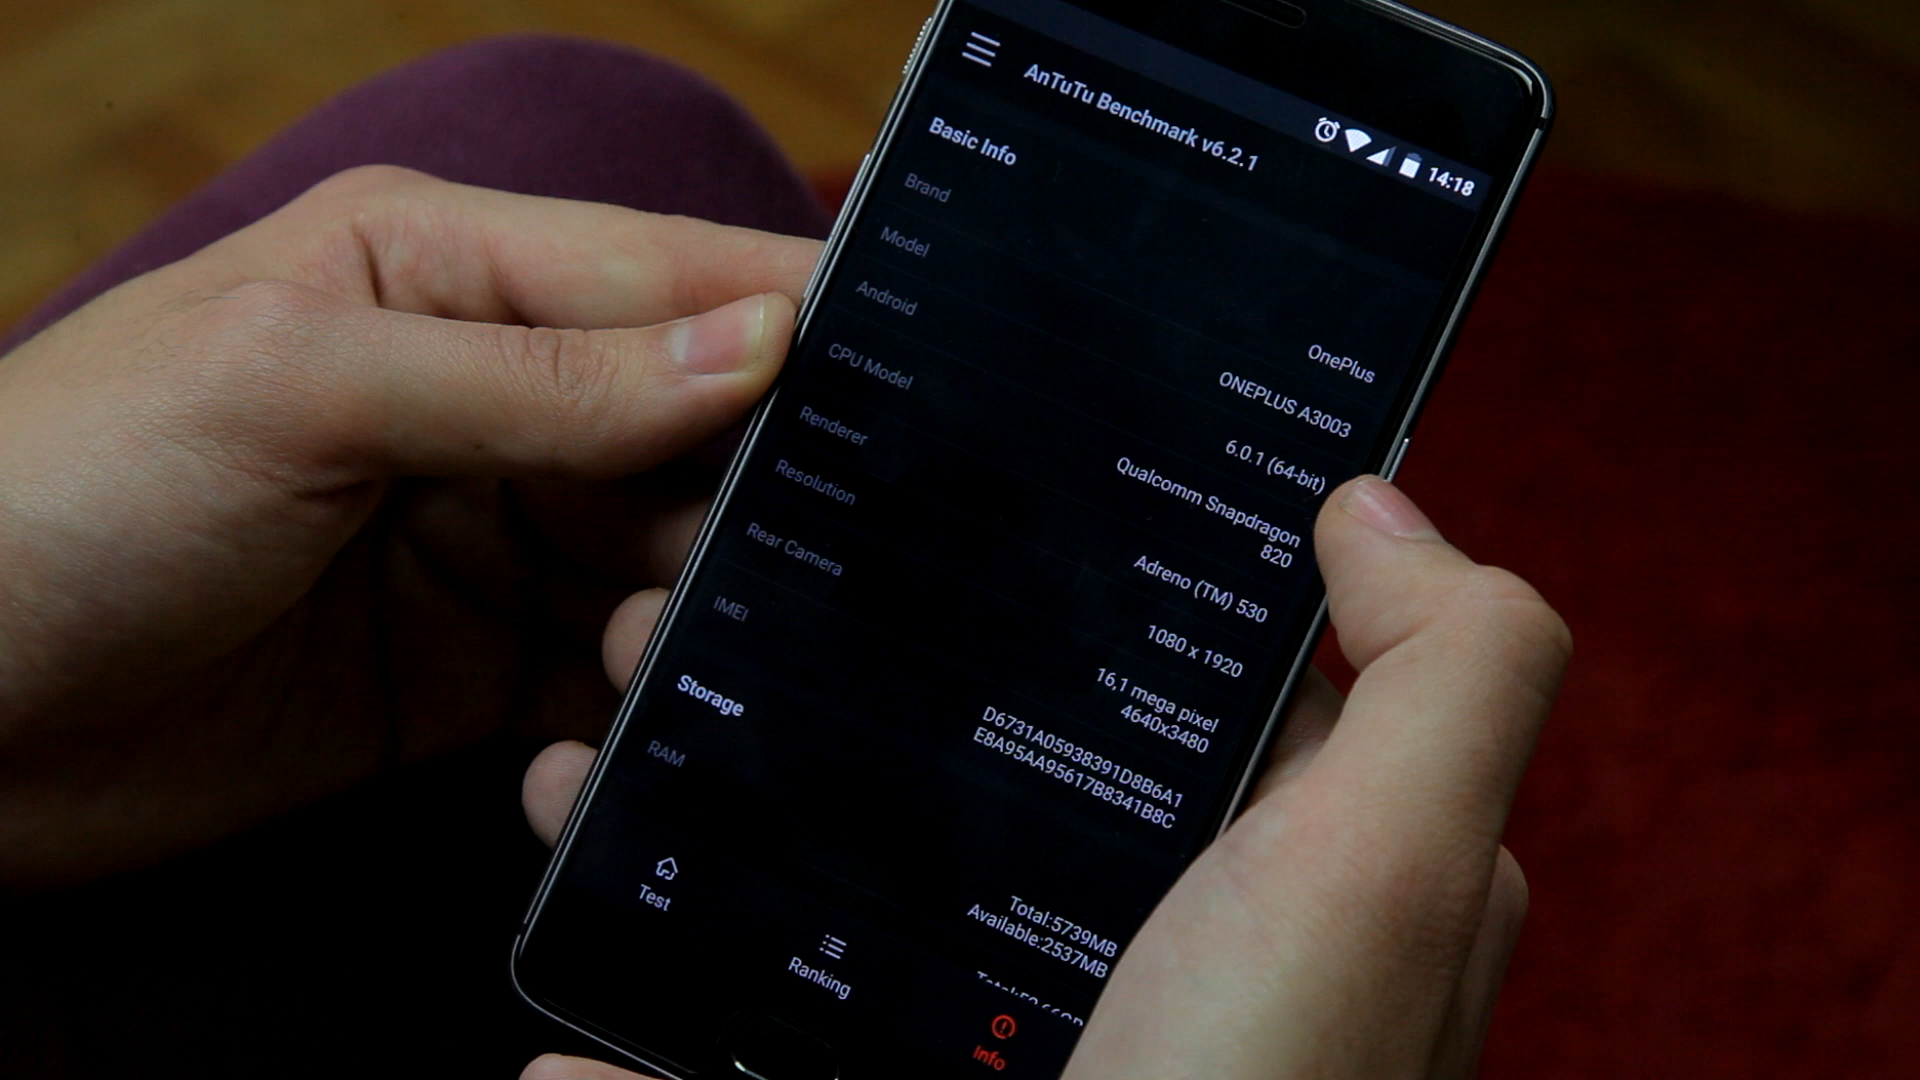 AnTuTu Benchmark v6.2.1
14:18
Basic Info
Brand
OnePlus
Model
ONEPLUS A3003
Android
6.0.1 (64-bit)
CPU Model
Qualcomm Snapdragon
820
Renderer
Adreno (TM) 530
Resolution
1080 x 1920
Rear Camera
16,1 mega pixel
4640x3480
IMEI
D6731A05938391D8B6A1
E8A95AA95617B8341B8C
Storage
RAM
Total:5739MB
Available:2537MB
Test
Ranking
Info